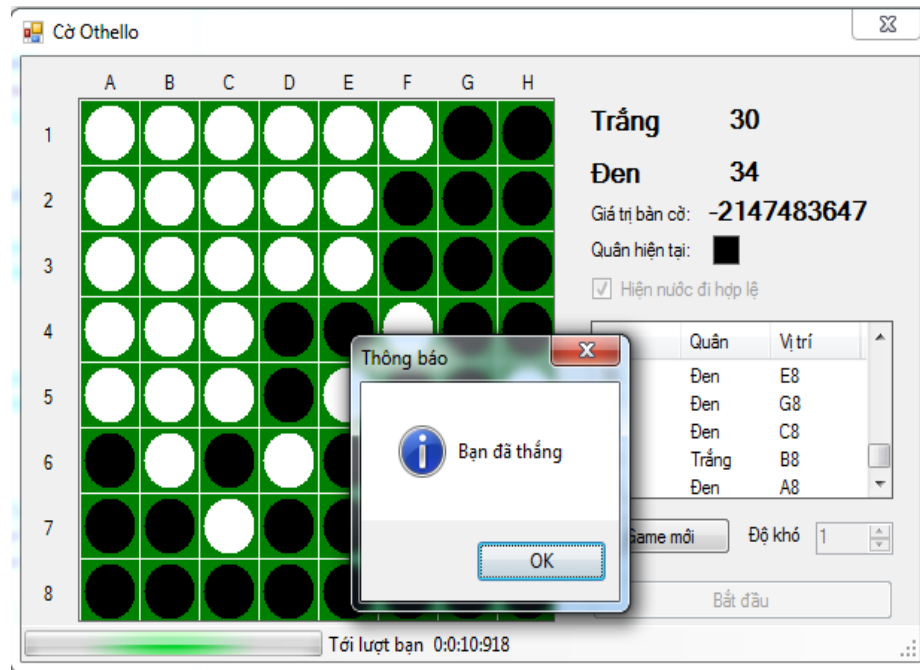 Cờ Othello
A B C D E F G H
1
2
3
4
5
6
7
8
Trắng 30
Đen 34
Giá trị bàn cờ: -2147483647
Quân hiện tại:
Hiện nước đi hợp lệ
Quân Vị trí
Đen E8
Đen G8
Đen C8
Trắng B8
Đen A8
Thông báo
Bạn đã thắng
OK
Game mới Độ khó 1
Bắt đầu
Tới lượt bạn 0:0:10:918